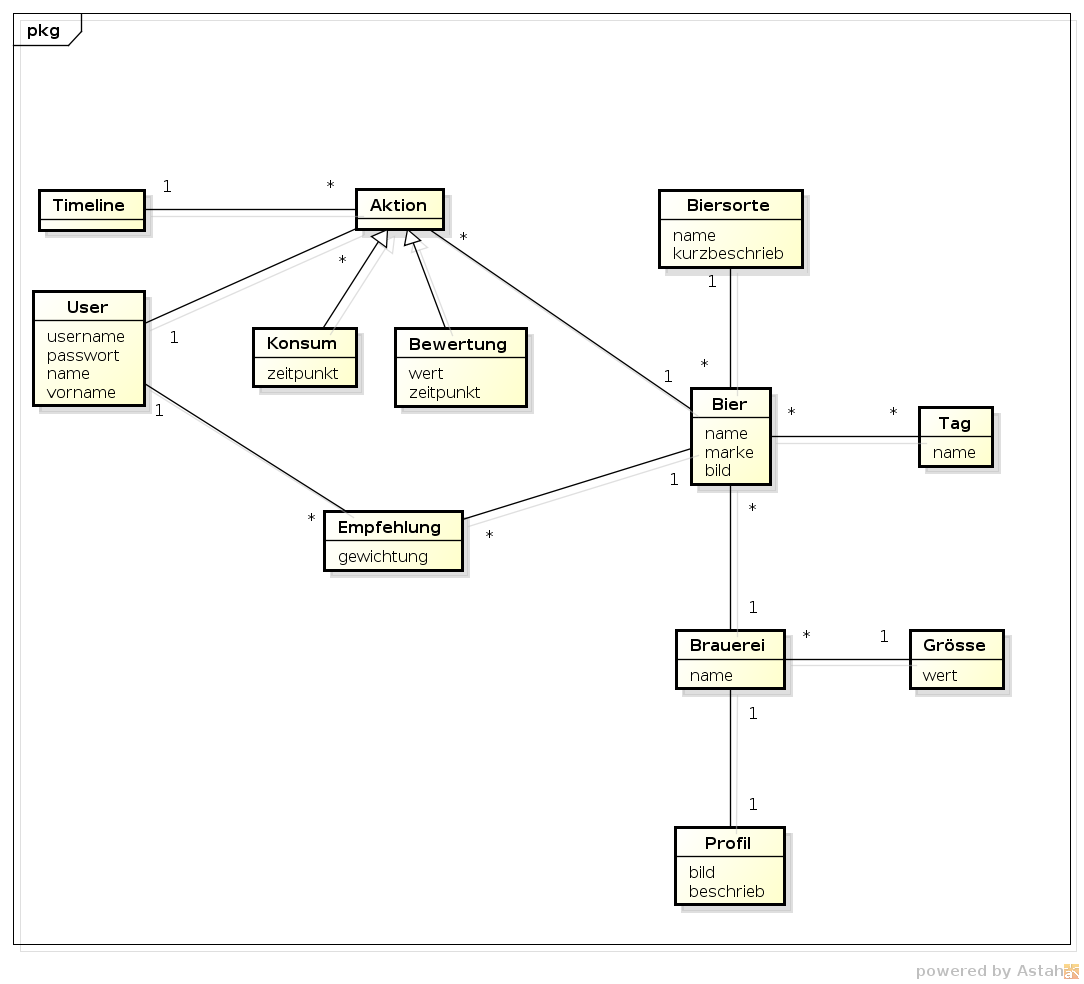 pkg
1
*
Timeline
Aktion
Biersorte
name
kurzbeschrieb
*
*
1
User
username
passwort
name
vorname
1
Konsum
zeitpunkt
Bewertung
wert
zeitpunkt
*
1
Bier
name
marke
bild
*
*
Tag
name
1
1
*
*
*
Empfehlung
gewichtung
1
*
1
Brauerei
name
Grösse
wert
1
1
Profil
bild
beschrieb
powered by Astah